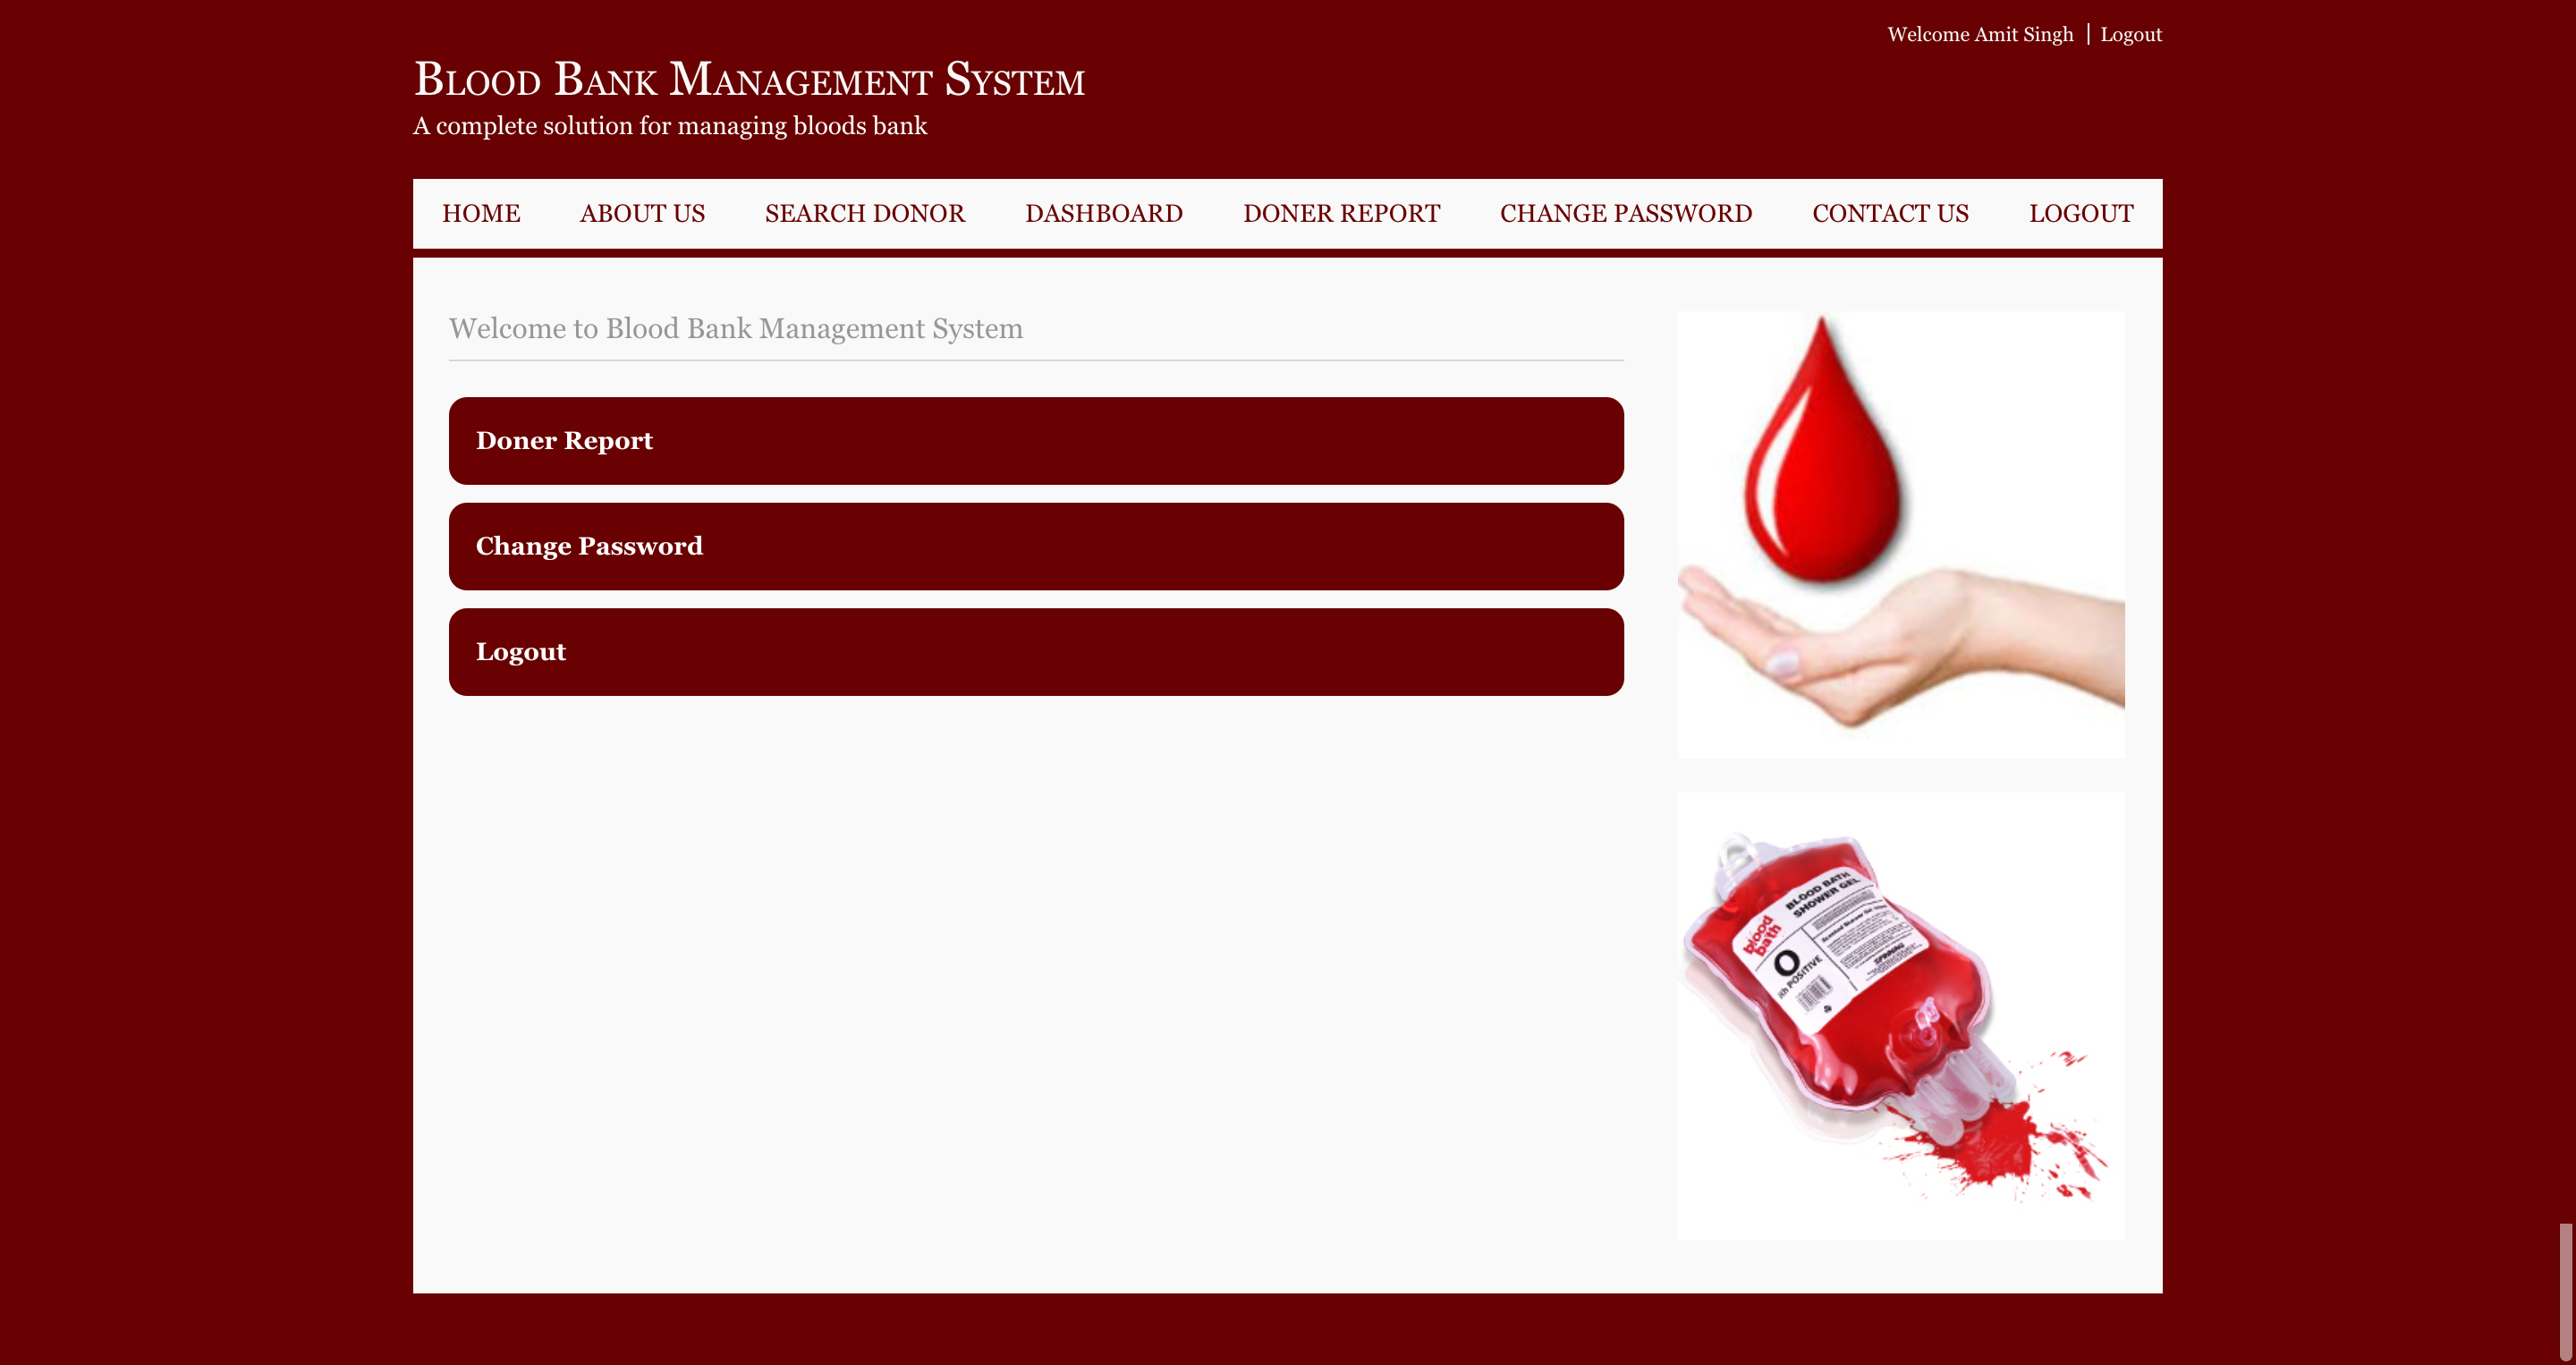 Welcome Amit Singh | Logout
Blood Bank Management System
A complete solution for managing bloods bank
HOME ABOUT US SEARCH DONOR DASHBOARD DONER REPORT CHANGE PASSWORD CONTACT US LOGOUT
Welcome to Blood Bank Management System
Doner Report
Change Password
Logout
BLOOD BATH
SHOWER GEL
blood
bath
O
Rh POSITIVE